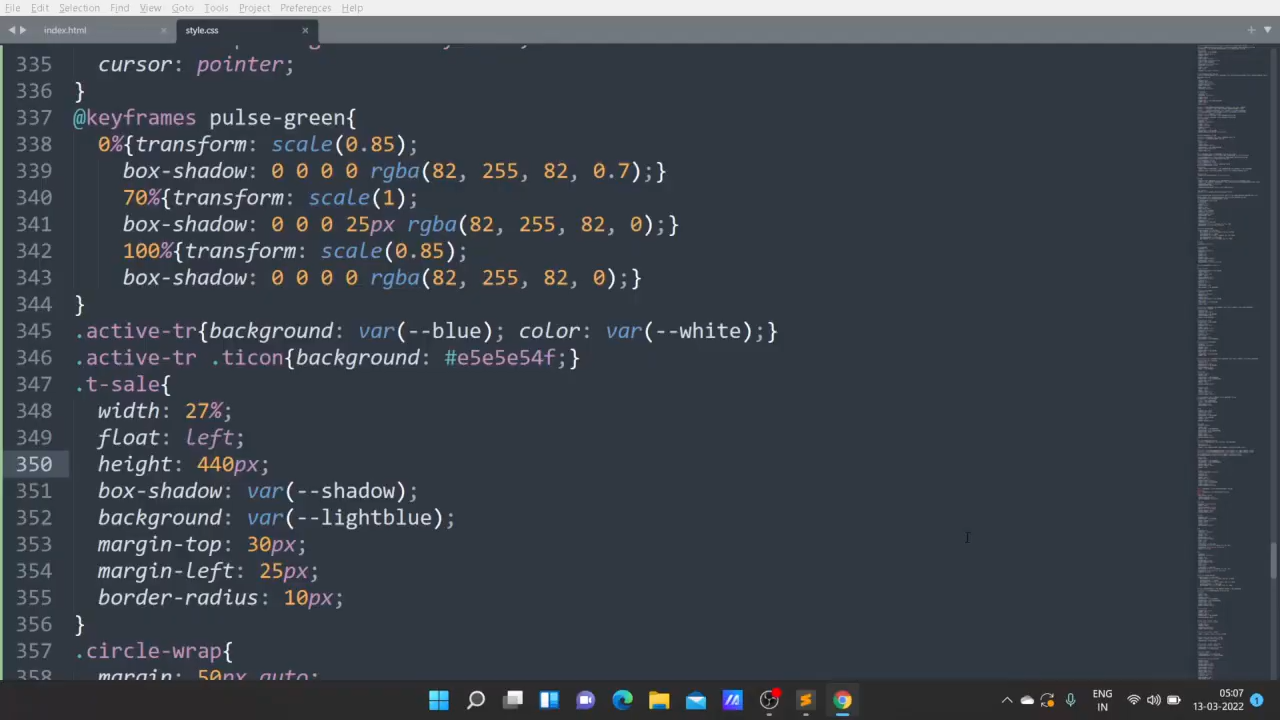 File Edit Selection Find View Goto Tools Project Preferences Help
index.html × style.css ×
335 cursor: pointer;
336 }
337 @keyframes pulse-green{
338 0%{transform: scale(0.85);
339 box-shadow: 0 0 0 0 rgba(82, 255, 82, 0.7);}
340 70%{transform: scale(1);
341 box-shadow: 0 0 0 25px rgba(82, 255, 82, 0);}
342 100%{transform: scale(0.85);
343 box-shadow: 0 0 0 0 rgba(82, 255, 82, 0);}
344 }
345 .active-tr{background: var(--blue); color: var(--white);}
346 .active-tr .ticon{background:
347 .t-sale{
348 width: 27%;
349 float: left;
350 height: 440px;
351 box-shadow: var(--shadow);
352 background: var(--lightblue);
353 margin-top: 30px;
354 margin-left: 25px;
355 border-radius: 10px;
356 }
357 .circle-wrap{
358 margin: 50px auto;
ENG
IN
05:07
13-03-2022
1